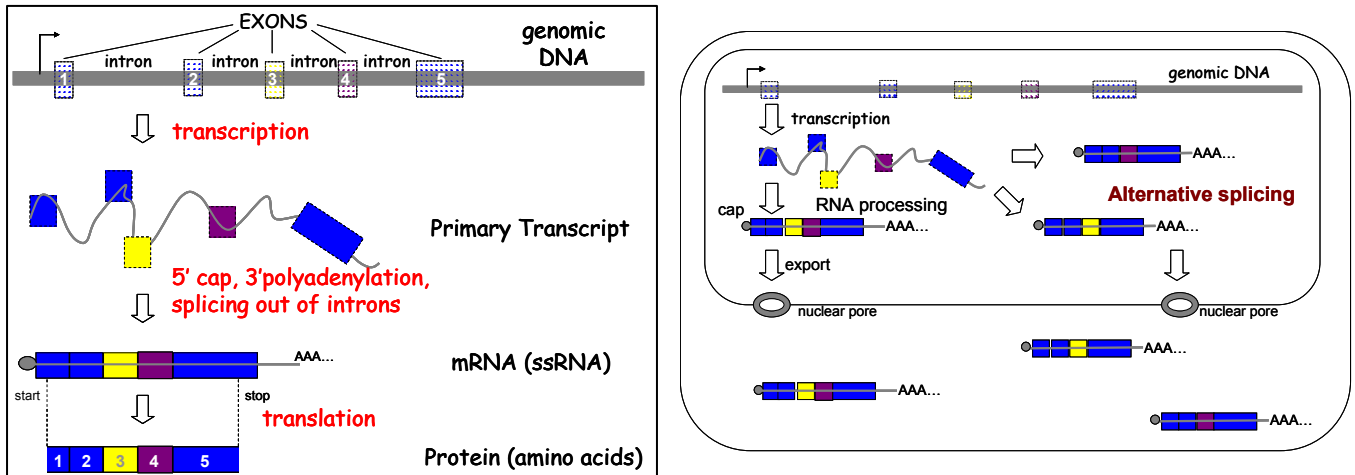 EXONS
genomic
DNA
intron intron intron intron
1 2 3 4 5
transcription
Primary Transcript
5' cap, 3'polyadenylation,
splicing out of introns
AAA...
mRNA (ssRNA)
start stop
translation
1 2 3 4 5
Protein (amino acids)
genomic DNA
transcription
AAA...
Alternative splicing
RNA processing
cap
AAA...
AAA...
export
nuclear pore
nuclear pore
AAA...
AAA...
AAA...